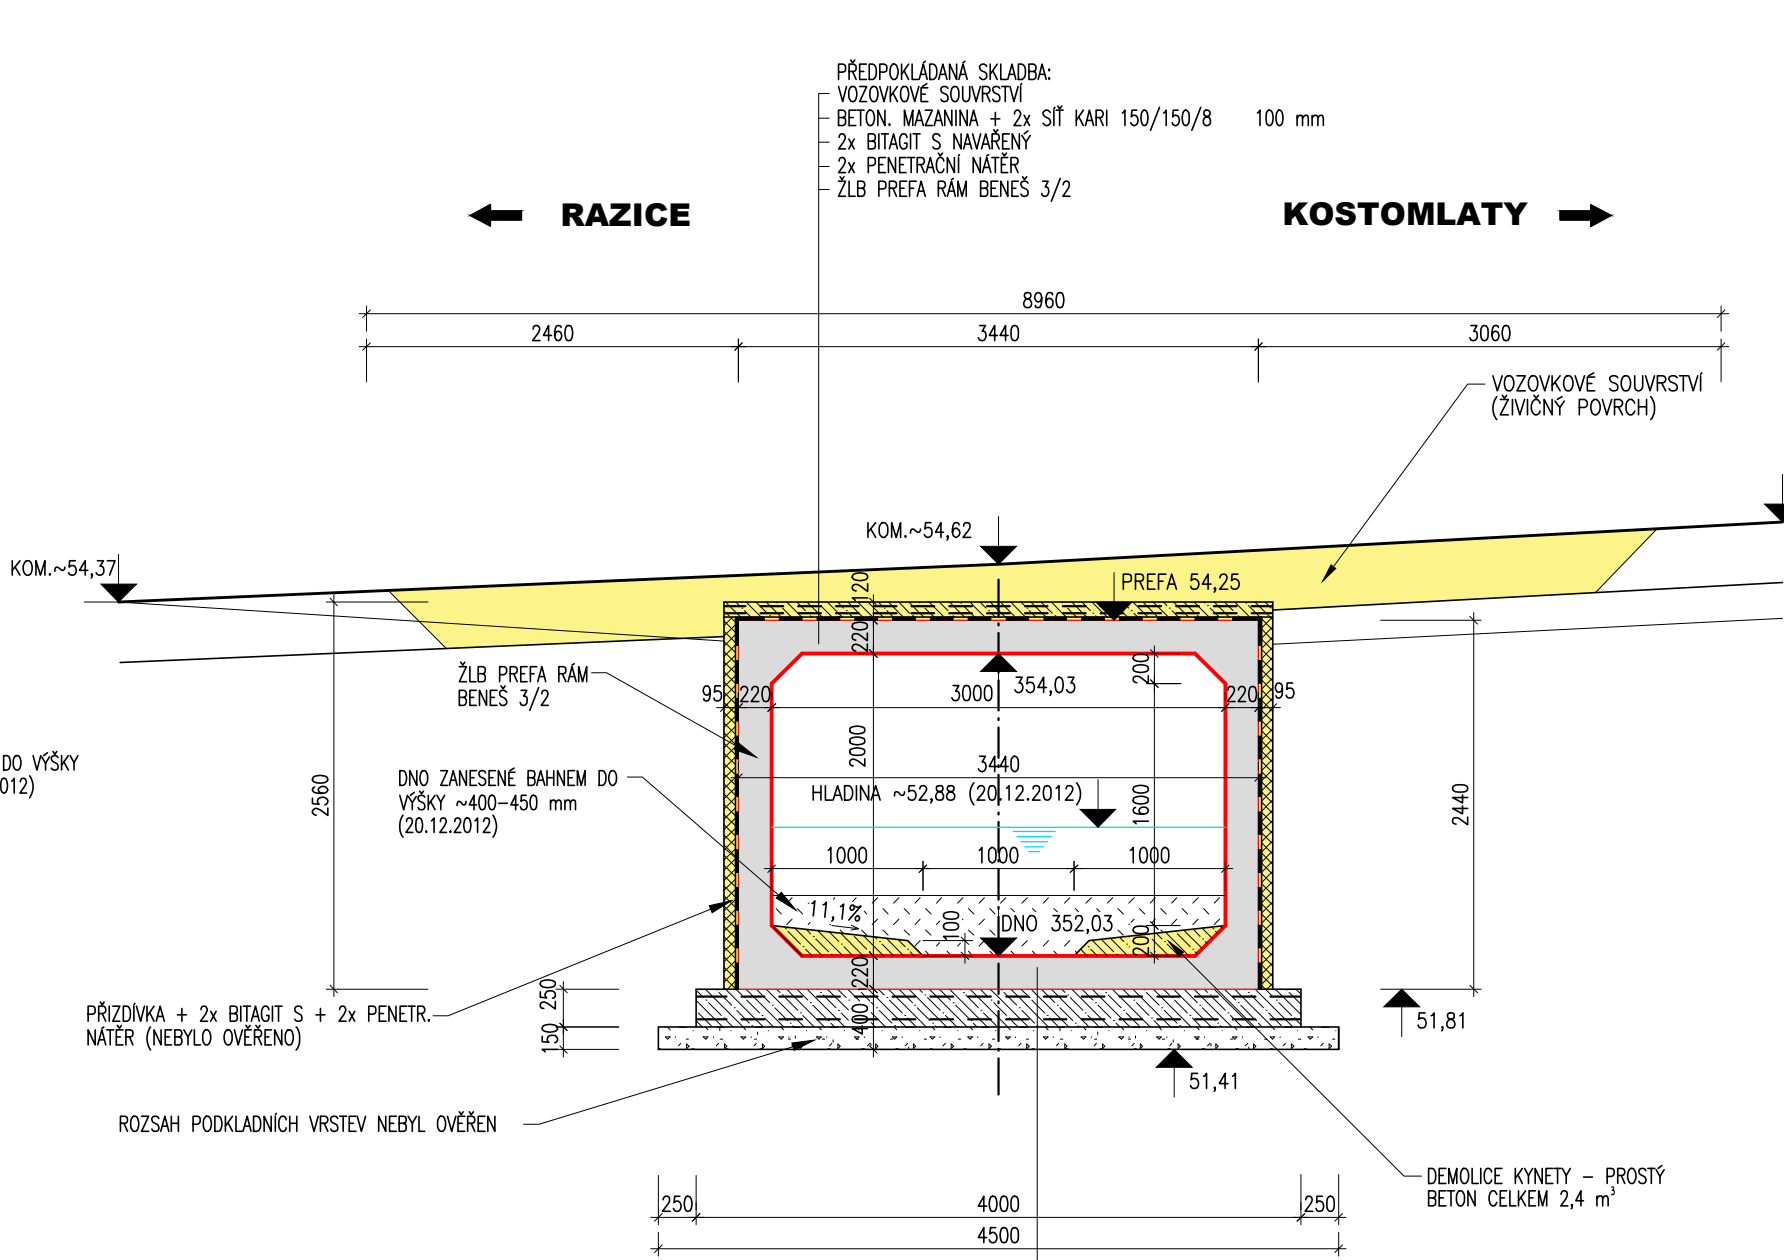 PŘEDPOKLÁDANÁ SKLADBA:
VOZOVKOVÉ SOUVRSTVÍ
BETON. MAZANINA + 2x SÍŤ KARI 150/150/8 100 mm
2x BITAGIT S NAVAŘENÝ
2x PENETRAČNÍ NÁTĚR
ŽLB PREFA RÁM BENEŠ 3/2
RAZICE
KOSTOMLATY
8960
2460
3440
3060
VOZOVKOVÉ SOUVRSTVÍ
(ŽIVIČNÝ POVRCH)
KOM.~54,62
KOM.~54,37
120
PREFA 54,25
220
ŽLB PREFA RÁM
BENEŠ 3/2
200
354,03
95
220
3000
220
95
2000
DO VÝŠKY
012)
3440
DNO ZANESENÉ BAHNEM DO
VÝŠKY ~400-450 mm
(20.12.2012)
HLADINA ~52,88 (20.12.2012)
2560
1600
2440
1000
1000
1000
11,1%
100
DNO 352,03
200
220
PŘIZDÍVKA + 2x BITAGIT S + 2x PENETR.
NÁTĚR (NEBYLO OVĚŘENO)
250
150
400
51,81
51,41
ROZSAH PODKLADNÍCH VRSTEV NEBYL OVĚŘEN
DEMOLICE KYNETY - PROSTÝ
BETON CELKEM 2,4 m³
250
4000
250
4500